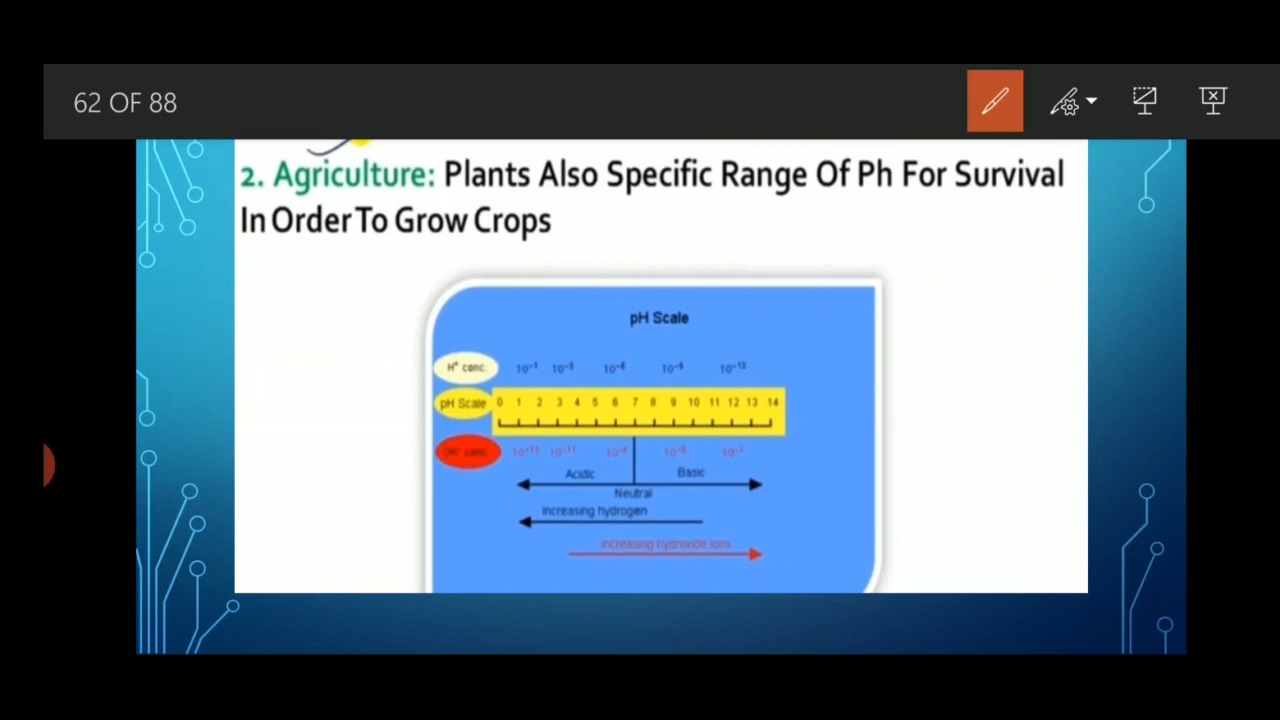 62 OF 88
2. Agriculture: Plants Also Specific Range Of Ph For Survival
In Order To Grow Crops
pH Scale
H⁺ conc.
pH Scale 0 1 2 3 4 5 6 7 8 9 10 11 12 13 14
conc.
Acidic Basic
Neutral
increasing hydrogen
increasing hydroxide ions